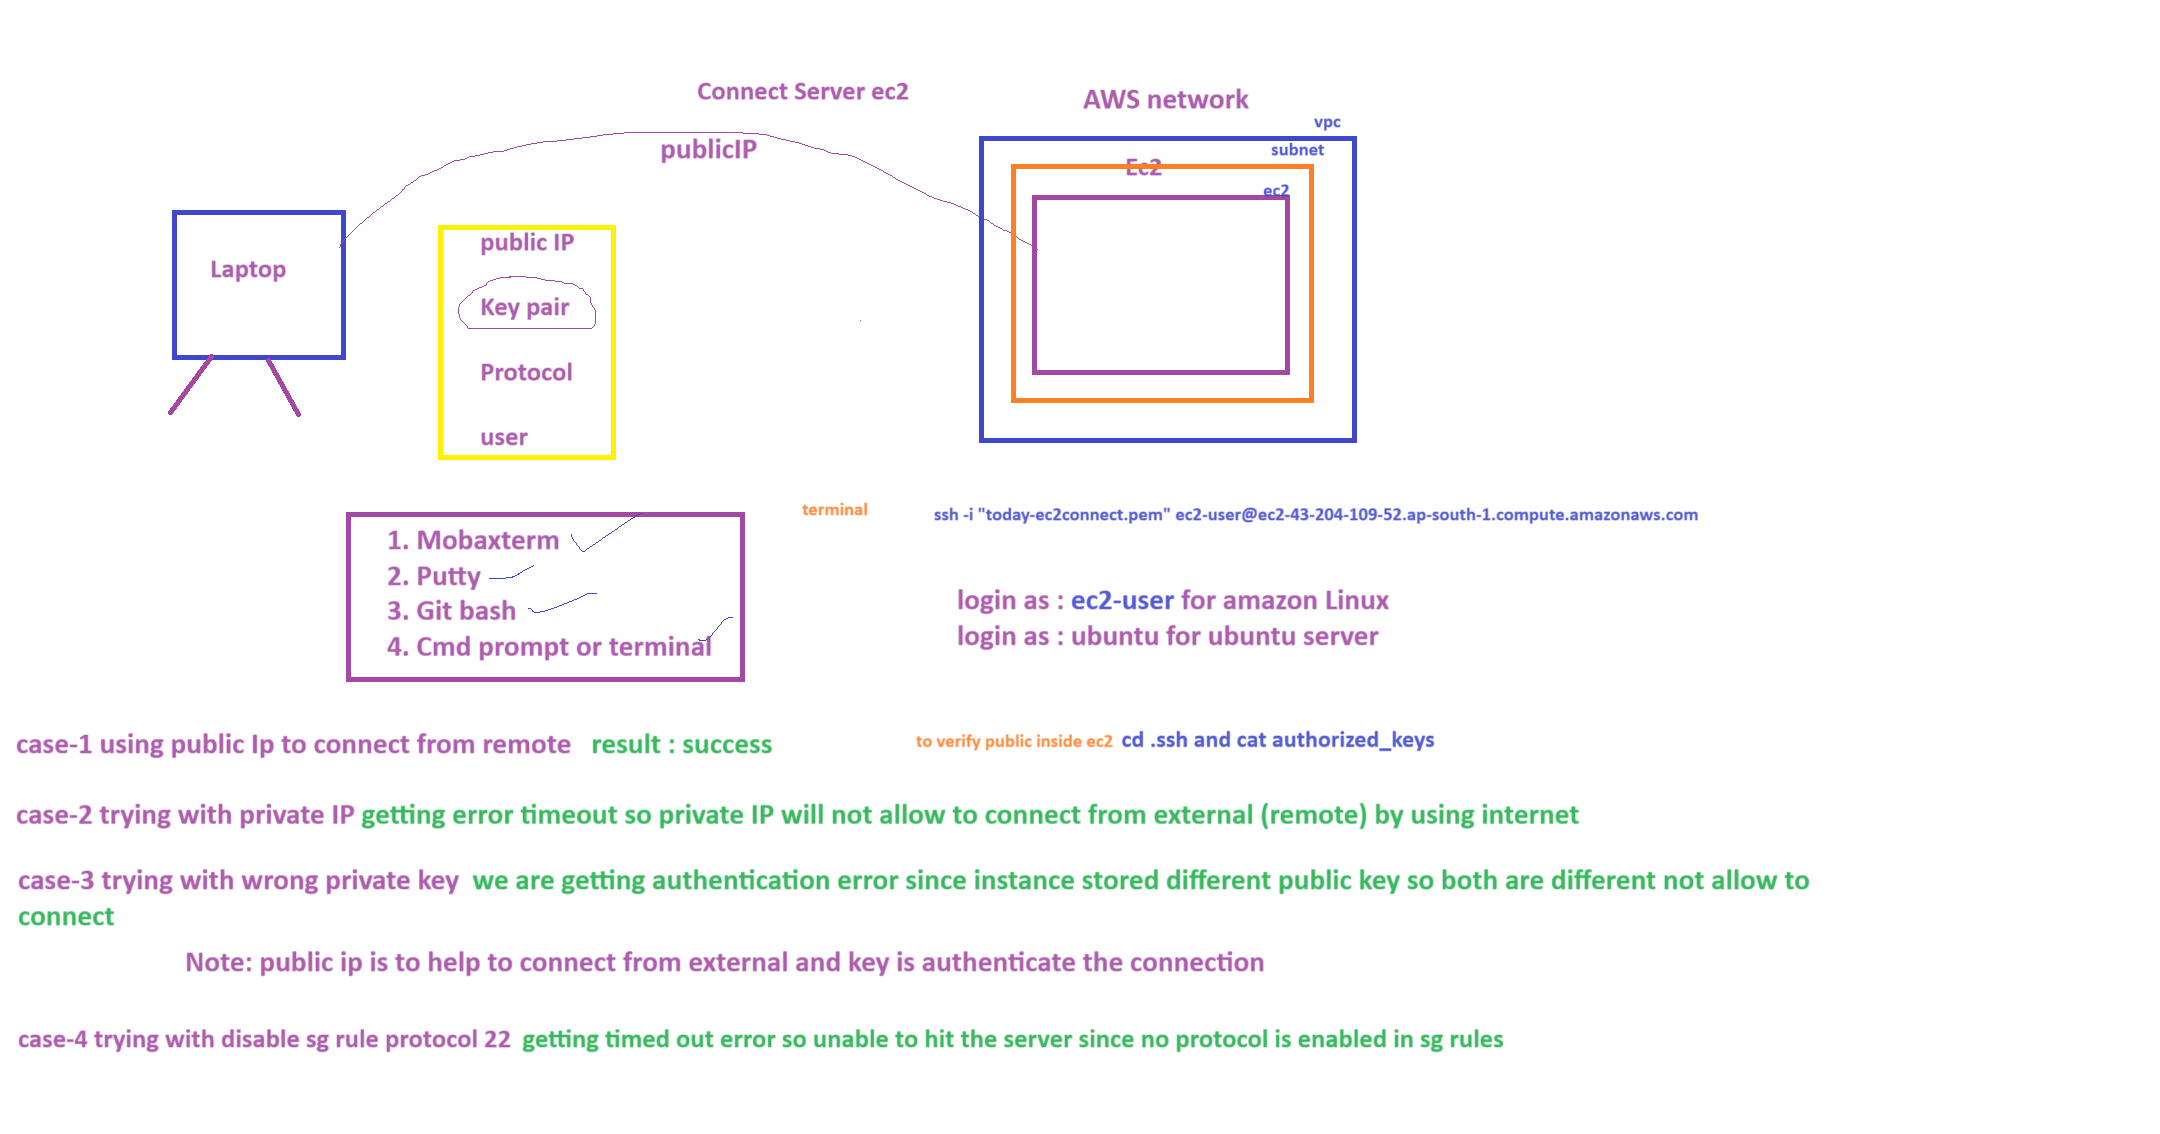 Connect Server ec2
AWS network
vpc
publicIP
subnet
Ec2
ec2
Laptop
public IP
Key pair
Protocol
user
terminal
ssh -i "today-ec2connect.pem" ec2-user@ec2-43-204-109-52.ap-south-1.compute.amazonaws.com
1. Mobaxterm
2. Putty
3. Git bash
4. Cmd prompt or terminal
login as : ec2-user for amazon Linux
login as : ubuntu for ubuntu server
case-1 using public Ip to connect from remote result : success
to verify public inside ec2 cd .ssh and cat authorized_keys
case-2 trying with private IP getting error timeout so private IP will not allow to connect from external (remote) by using internet
case-3 trying with wrong private key we are getting authentication error since instance stored different public key so both are different not allow to
connect
Note: public ip is to help to connect from external and key is authenticate the connection
case-4 trying with disable sg rule protocol 22 getting timed out error so unable to hit the server since no protocol is enabled in sg rules